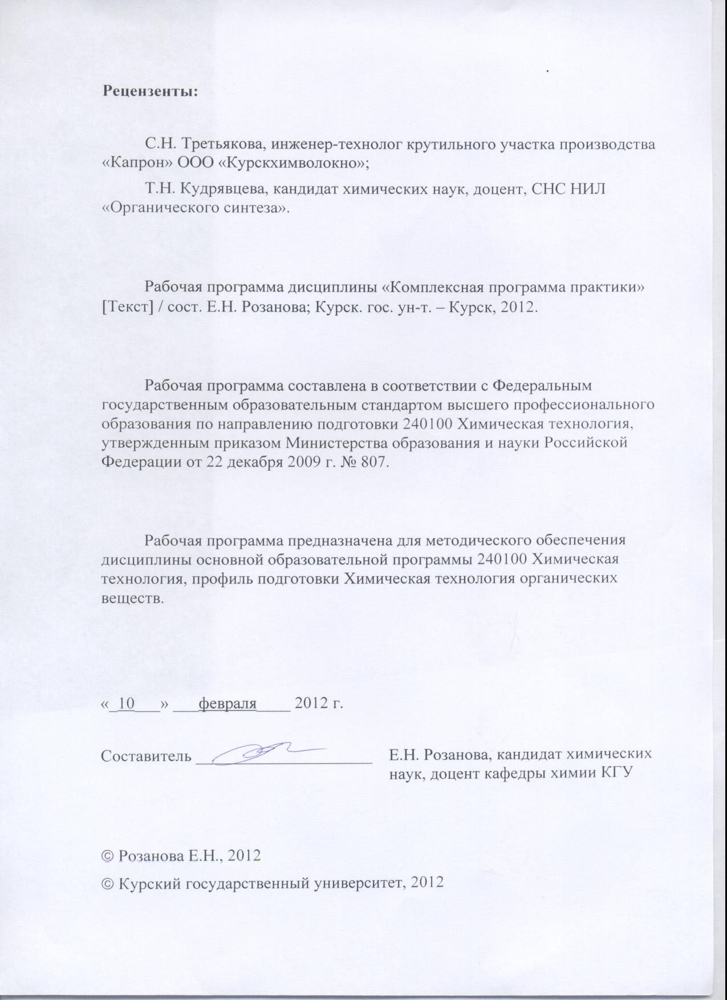 Рецензенты:
С.Н. Третьякова, инженер-технолог крутильного участка производства
«Капрон» ООО «Курскхимволокно»;
Т.Н. Кудрявцева, кандидат химических наук, доцент, СНС НИЛ
«Органического синтеза».
Рабочая программа дисциплины «Комплексная программа практики»
[Текст] / сост. Е.Н. Розанова; Курск. гос. ун-т. – Курск, 2012.
Рабочая программа составлена в соответствии с Федеральным
государственным образовательным стандартом высшего профессионального
образования по направлению подготовки 240100 Химическая технология,
утвержденным приказом Министерства образования и науки Российской
Федерации от 22 декабря 2009 г. № 807.
Рабочая программа предназначена для методического обеспечения
дисциплины основной образовательной программы 240100 Химическая
технология, профиль подготовки Химическая технология органических
веществ.
«_10___» ___февраля____ 2012 г.
Составитель _____________________ Е.Н. Розанова, кандидат химических
наук, доцент кафедры химии КГУ
© Розанова Е.Н., 2012
© Курский государственный университет, 2012